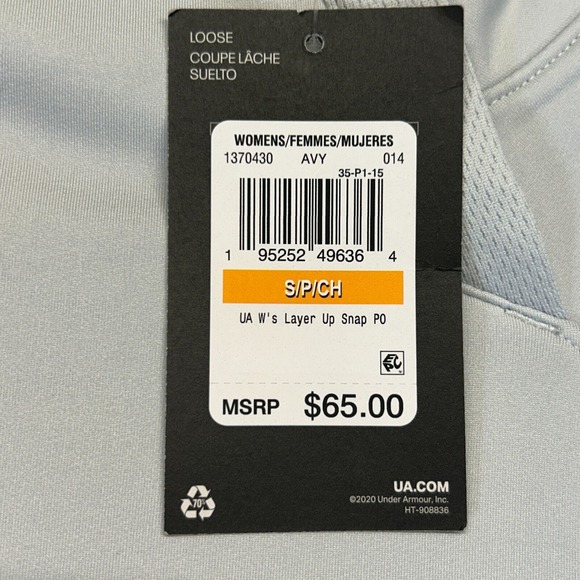 LOOSE
COUPE LÂCHE
SUELTO
WOMENS/FEMMES/MUJERES
1370430 AVY 014
35-P1-15
1 95252 49636 4
S/P/CH
UA W's Layer Up Snap PO
MSRP $65.00
70%
UA.COM
©2020 Under Armour, Inc.
HT-908836